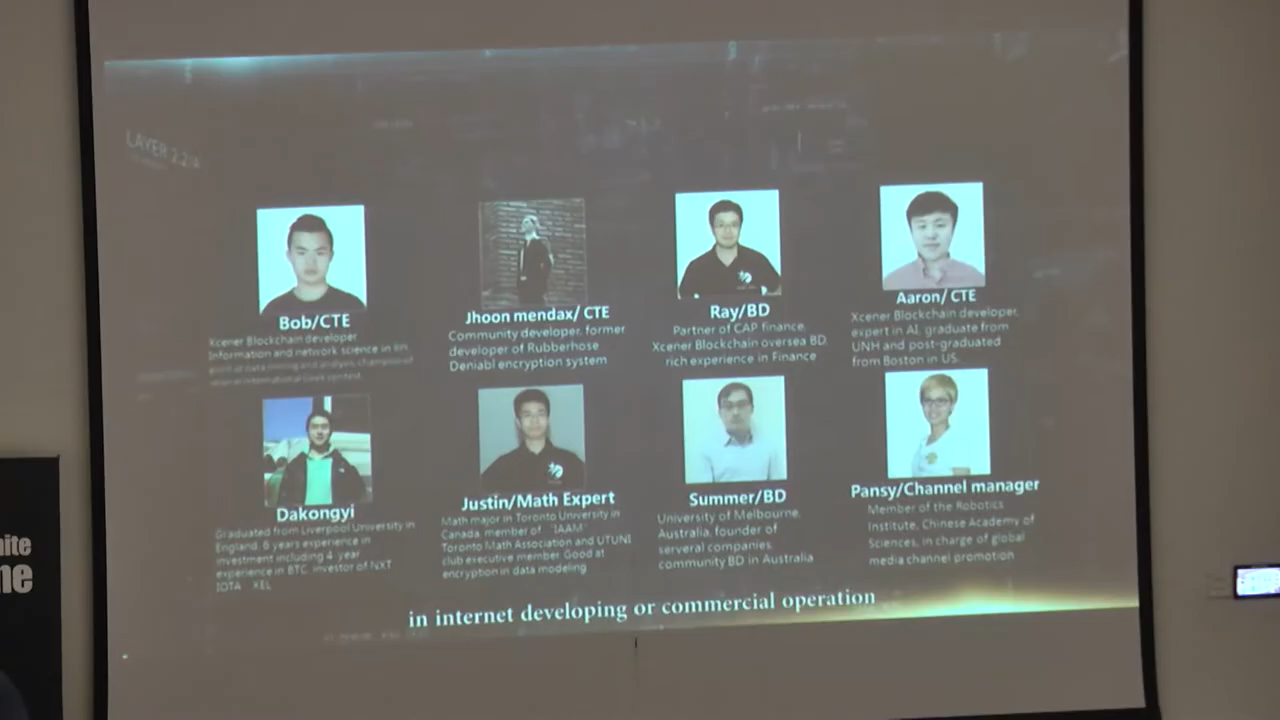 LAYER 2.2/A
Bob/CTE
Xcener Blockchain developer
Information and network science in
Jhoon mendax/ CTE
Community developer, former
developer of Rubberhose
Deniabl encryption system
Ray/BD
Partner of CAP finance
Xcener Blockchain oversea BD,
rich experience in Finance
Aaron/ CTE
Xcener Blockchain developer,
expert in AI, graduate from
UNH and post-graduated
from Boston in US.
Dakongyi
Graduated from Liverpool University in
England, 6 years experience in
investment including 4-year
experience in BTC, investor of NXT
IOTA XEL
Justin/Math Expert
Math major in Toronto University in
Canada, member of "IAAM"
Toronto Math Association and UTUNI
club executive member Good at
encryption in data modeling
Summer/BD
University of Melbourne,
Australia, founder of
serveral companies,
community BD in Australia
Pansy/Channel manager
Member of the Robotics
Institute, Chinese Academy of
Sciences, in charge of global
media channel promotion
in internet developing or commercial operation